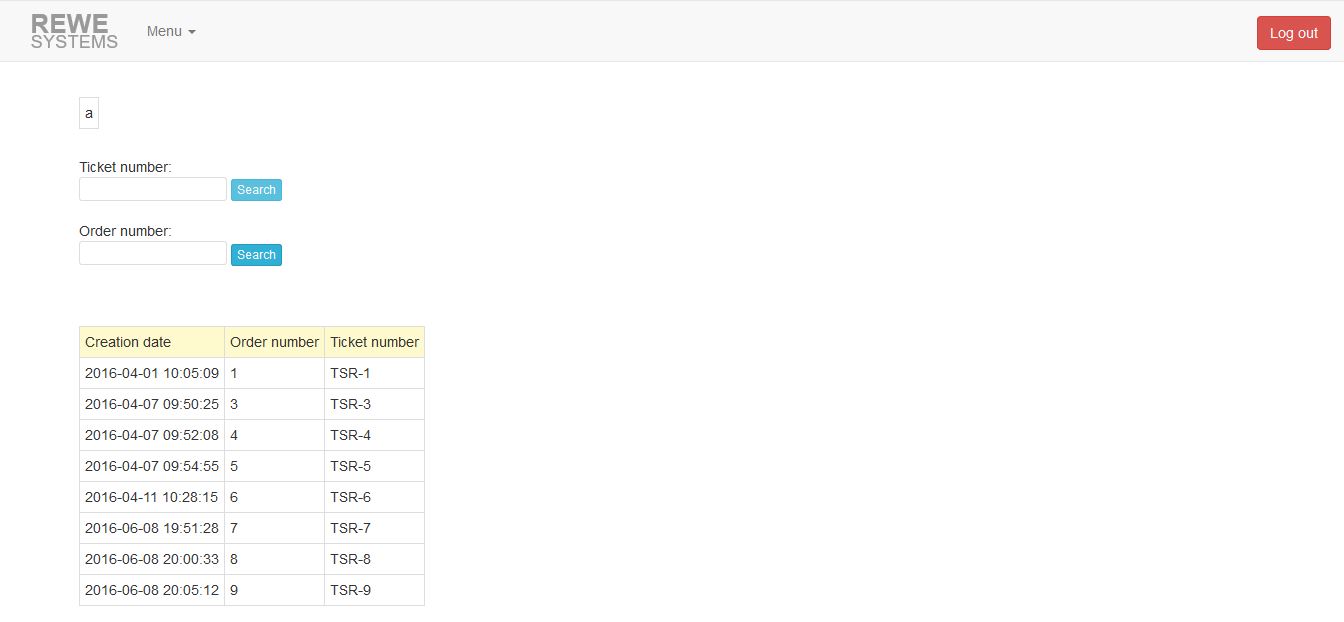 REWE
SYSTEMS
Menu
Log out
a
Ticket number:
Search
Order number:
Search
Creation date Order number Ticket number
2016-04-01 10:05:09 1 TSR-1
2016-04-07 09:50:25 3 TSR-3
2016-04-07 09:52:08 4 TSR-4
2016-04-07 09:54:55 5 TSR-5
2016-04-11 10:28:15 6 TSR-6
2016-06-08 19:51:28 7 TSR-7
2016-06-08 20:00:33 8 TSR-8
2016-06-08 20:05:12 9 TSR-9